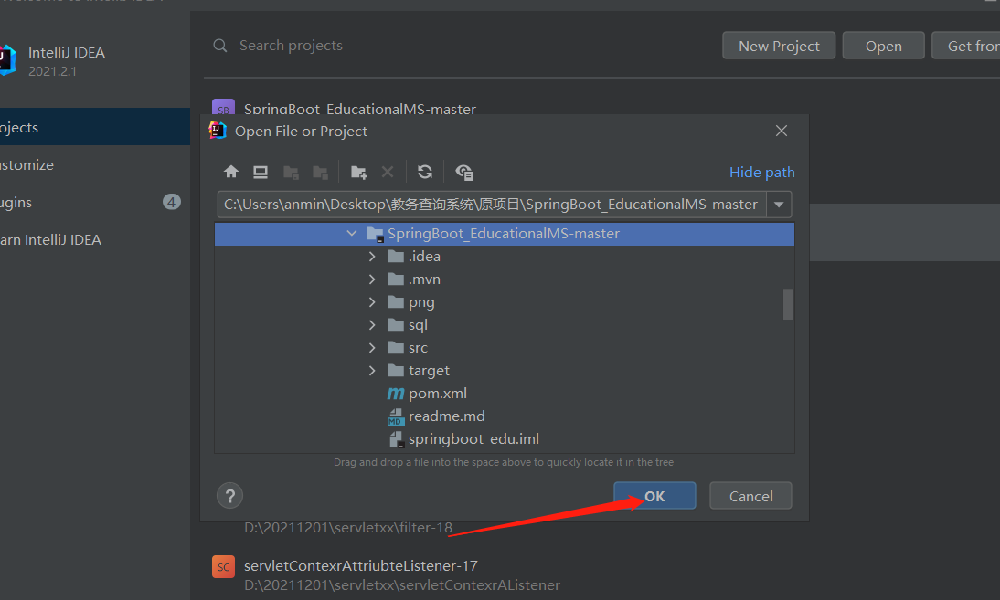 IntelliJ IDEA
2021.2.1
ojects
ustomize
ugins
4
arn IntelliJ IDEA
Search projects
New Project
Open
Get fron
SB
SpringBoot_EducationalMS-master
Open File or Project
Hide path
C:\Users\anmin\Desktop\教务查询系统\原项目\SpringBoot_EducationalMS-master
SpringBoot_EducationalMS-master
.idea
.mvn
png
sql
src
target
pom.xml
readme.md
springboot_edu.iml
Drag and drop a file into the space above to quickly locate it in the tree
?
OK
Cancel
D:\20211201\servletxx\filter-18
SC
servletContexrAttriubteListener-17
D:\20211201\servletxx\servletContexrAListener